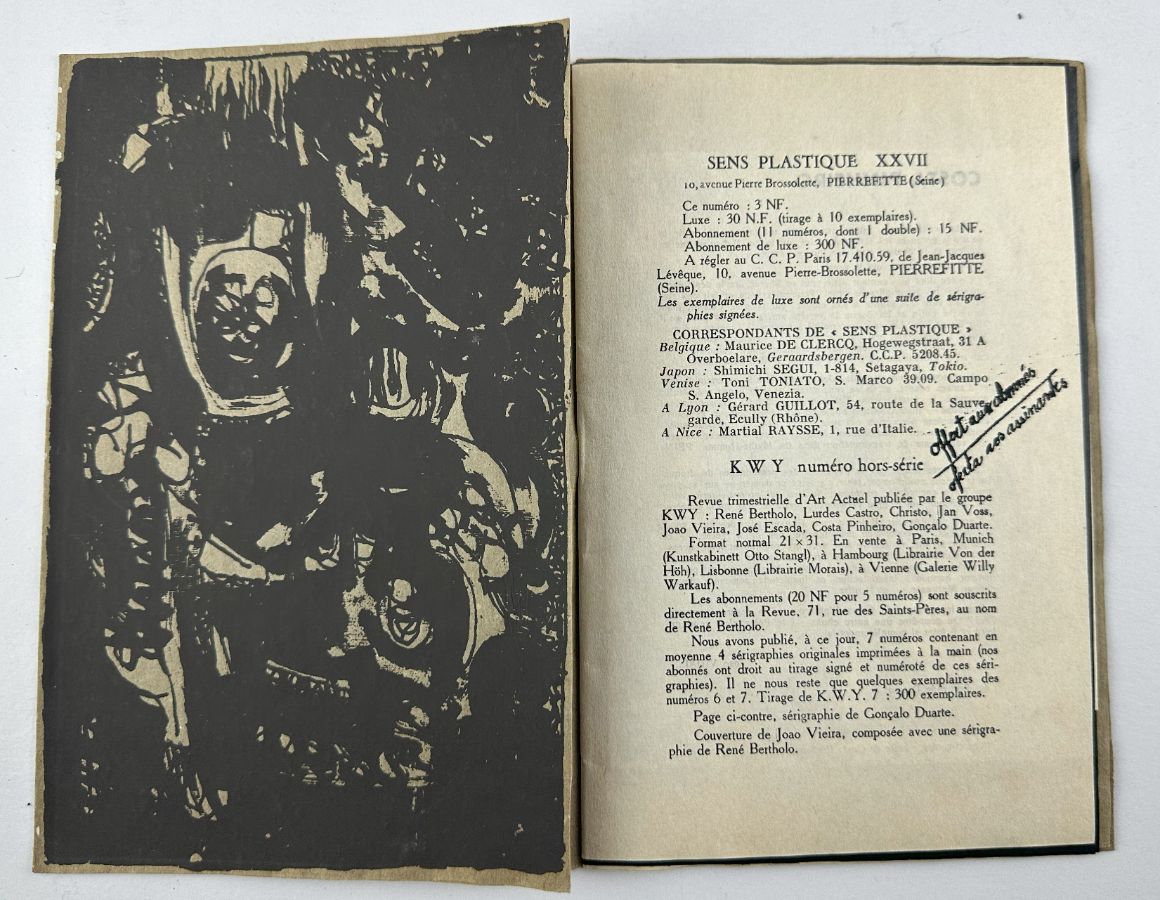 SENS PLASTIQUE XXVII
10, avenue Pierre Brossolette, PIERREFITTE (Seine)
Ce numéro : 3 NF.
Luxe : 30 N.F. (tirage à 10 exemplaires).
Abonnement (11 numéros, dont 1 double) : 15 NF.
Abonnement de luxe : 300 NF.
A régler au C. C. P. Paris 17.410.59, de Jean-Jacques
Lévêque, 10, avenue Pierre-Brossolette, PIERREFITTE
(Seine).
Les exemplaires de luxe sont ornés d'une suite de sérigra-
phies signées.
CORRESPONDANTS DE « SENS PLASTIQUE »
Belgique : Maurice DE CLERCQ, Hogewegstraat, 31 A
Overboelare, Geraardsbergen. C.C.P. 5208.45.
Japon : Shimichi SEGUI, 1-814, Setagaya, Tokio.
Venise : Toni TONIATO, S. Marco 39.09. Campo
S. Angelo, Venezia.
A Lyon : Gérard GUILLOT, 54, route de la Sauve-
garde, Ecully (Rhône).
A Nice : Martial RAYSSE, 1, rue d'Italie.
offert aux abonnés
oferta aos assinantes
K W Y numéro hors-série
Revue trimestrielle d'Art Actuel publiée par le groupe
KWY : René Bertholo, Lurdes Castro, Christo, Jan Voss,
Joao Vieira, José Escada, Costa Pinheiro, Gonçalo Duarte.
Format normal 21 × 31. En vente à Paris, Munich
(Kunstkabinett Otto Stangl), à Hambourg (Librairie Von der
Höh), Lisbonne (Librairie Morais), à Vienne (Galerie Willy
Warkauf).
Les abonnements (20 NF pour 5 numéros) sont souscrits
directement à la Revue, 71, rue des Saints-Pères, au nom
de René Bertholo.
Nous avons publié, à ce jour, 7 numéros contenant en
moyenne 4 sérigraphies originales imprimées à la main (nos
abonnés ont droit au tirage signé et numéroté de ces séri-
graphies). Il ne nous reste que quelques exemplaires des
numéros 6 et 7. Tirage de K.W.Y. 7 : 300 exemplaires.
Page ci-contre, sérigraphie de Gonçalo Duarte.
Couverture de Joao Vieira, composée avec une sérigra-
phie de René Bertholo.